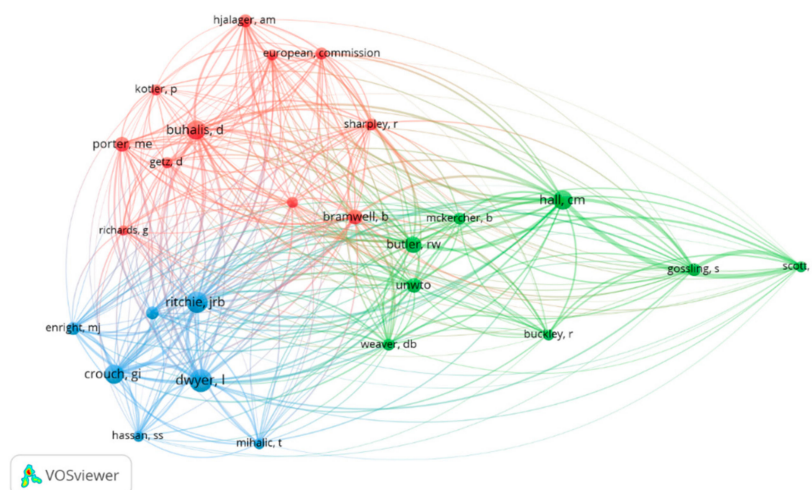 hjalager, am
european, commission
kotler, p
buhalis, d
sharpley, r
porter, me
getz, d
hall, cm
bramwell, b
mckercher, b
richards, g
butler, rw
gossling, s
scott,
unwto
ritchie, jrb
enright, mj
buckley, r
weaver, db
crouch, gi
dwyer, l
hassan, ss
mihalic, t
VOSviewer